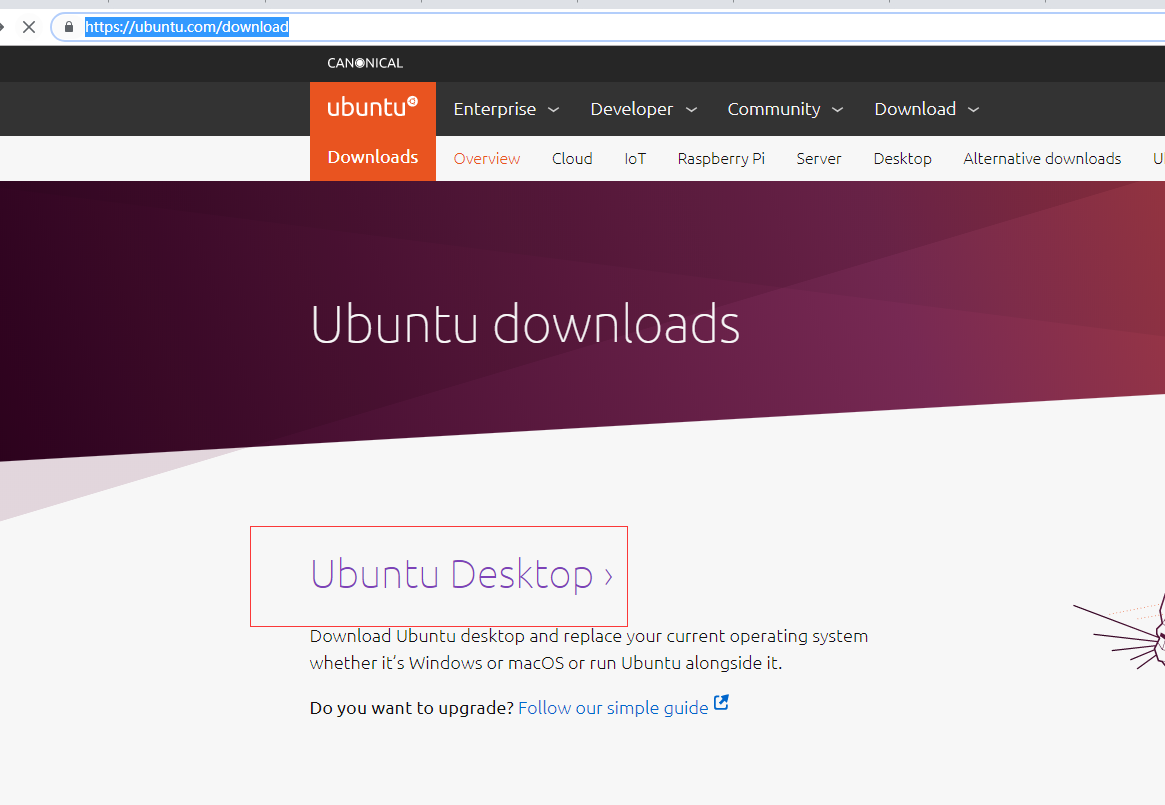 https://ubuntu.com/download
CANONICAL
ubuntu Enterprise Developer Community Download
Downloads Overview Cloud IoT Raspberry Pi Server Desktop Alternative downloads
Ubuntu downloads
Ubuntu Desktop ›
Download Ubuntu desktop and replace your current operating system
whether it’s Windows or macOS or run Ubuntu alongside it.
Do you want to upgrade? Follow our simple guide